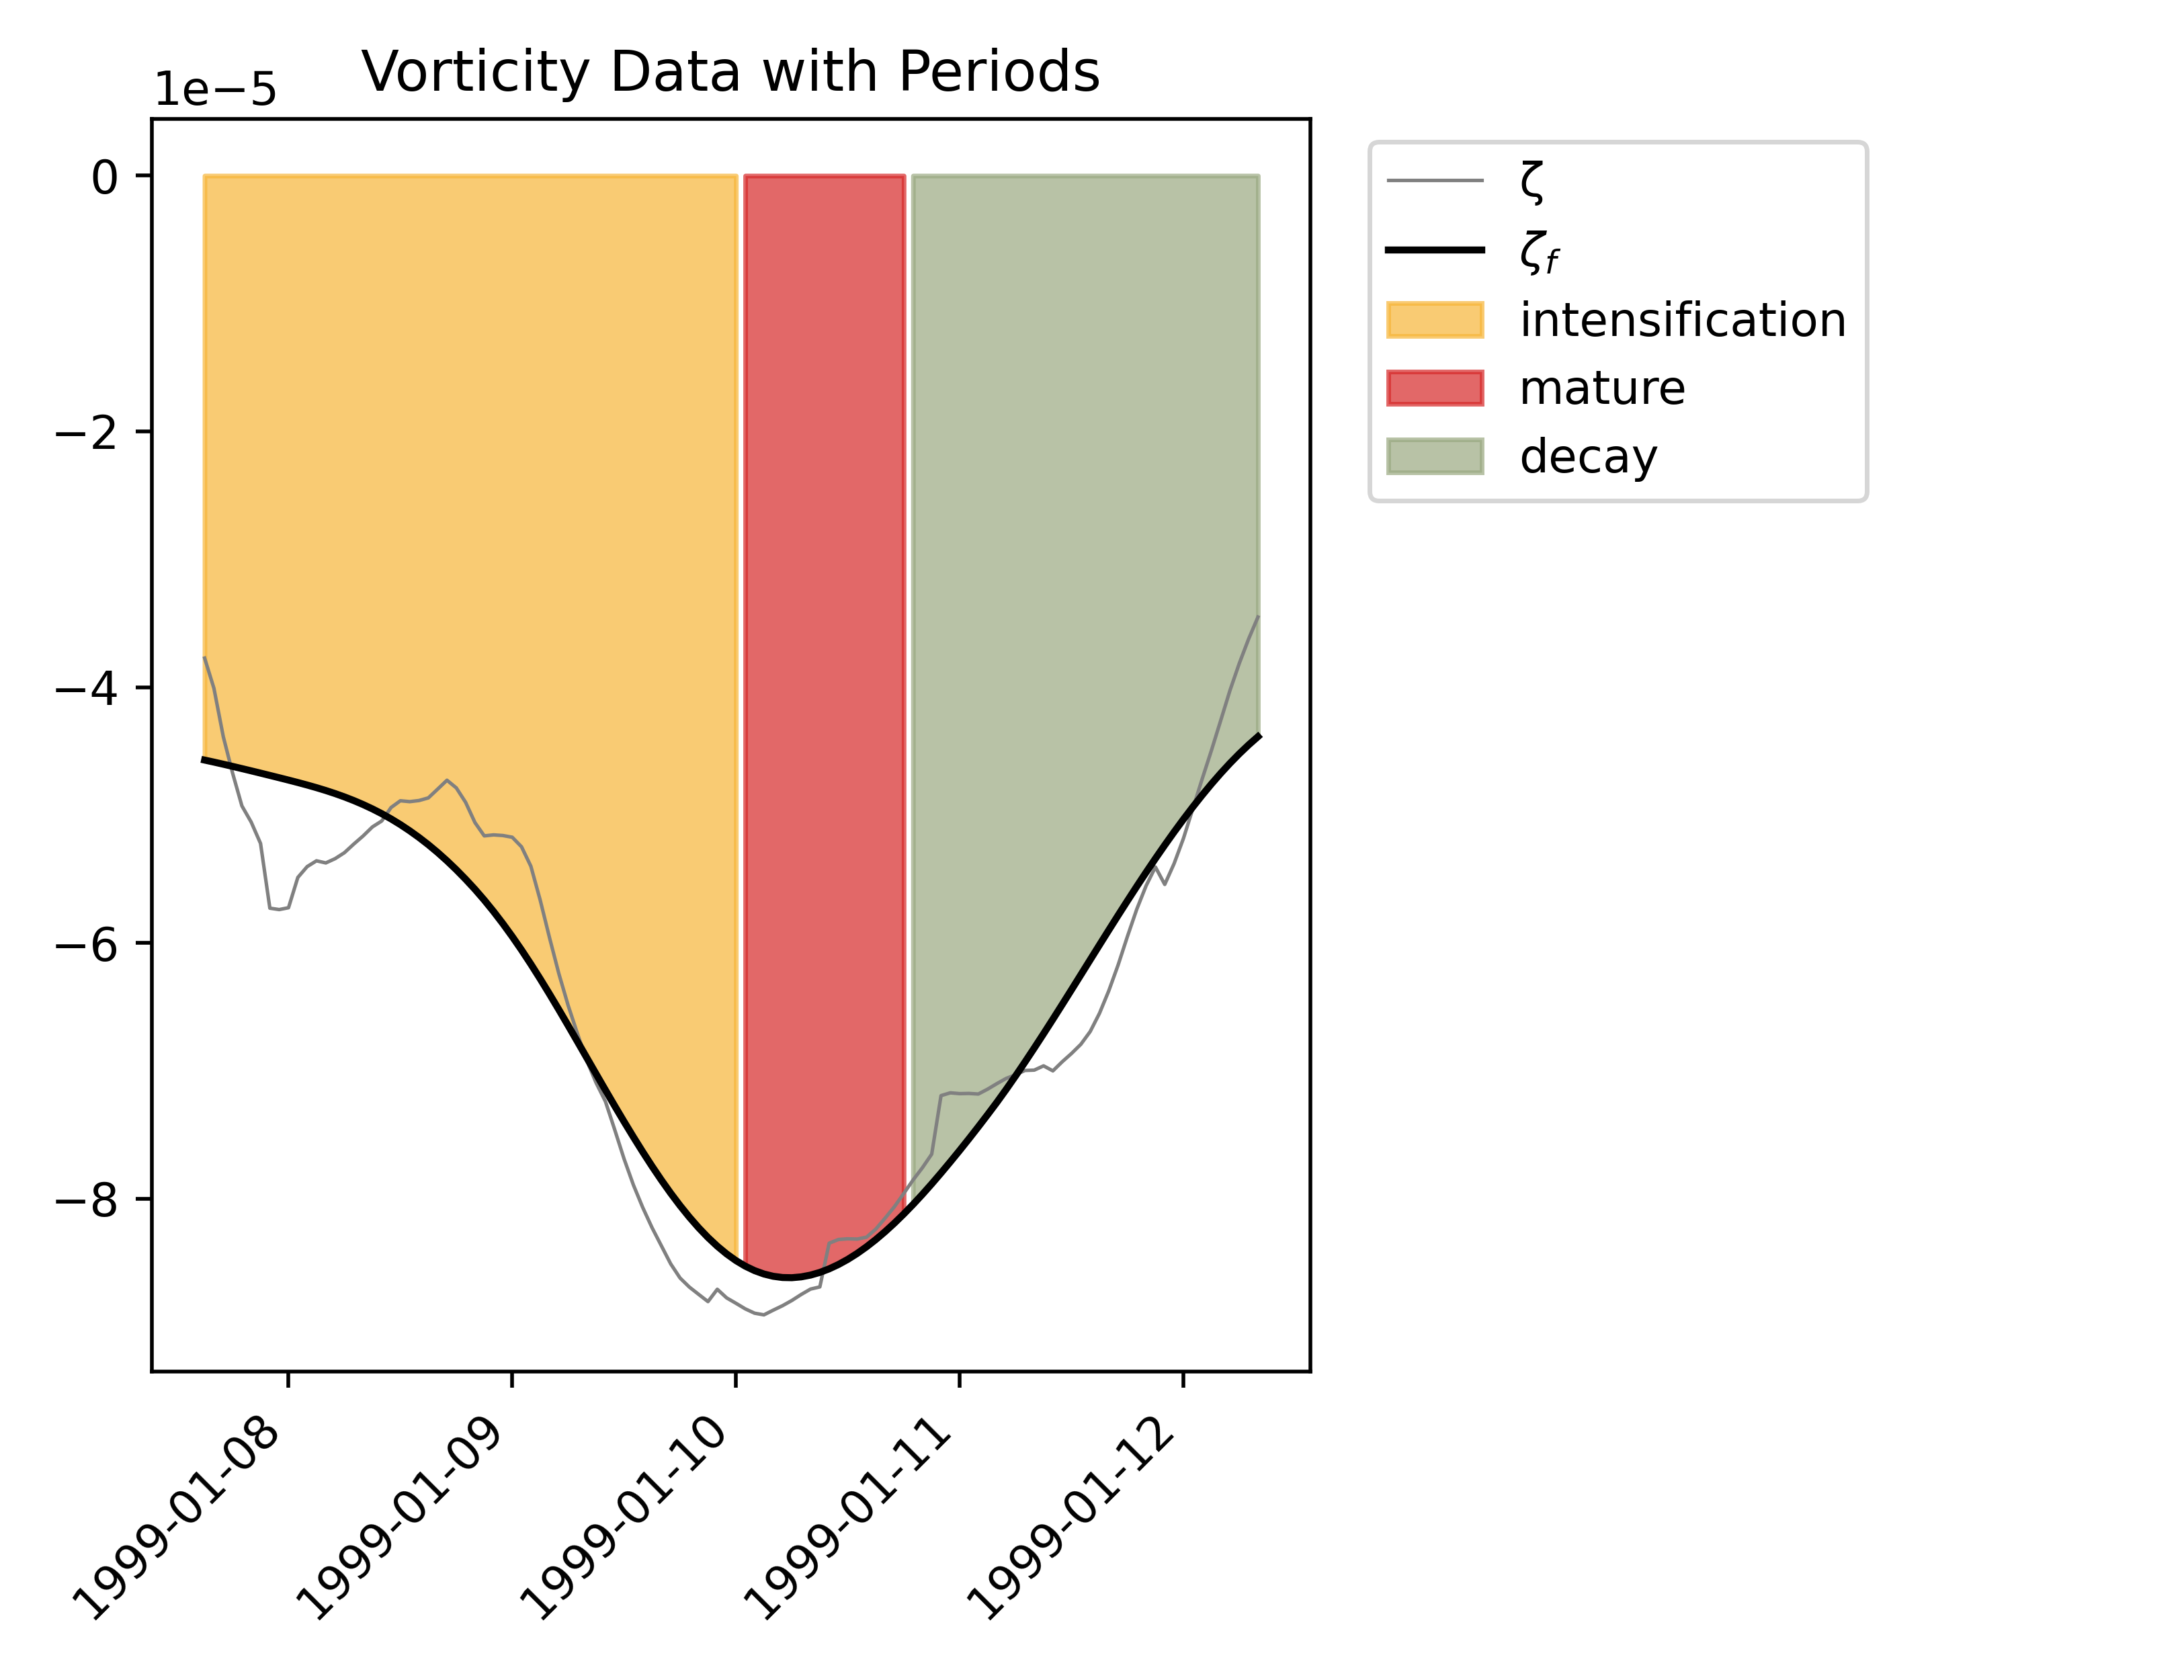 Vorticity Data with Periods
1e−5
0
−2
−4
−6
−8
1999-01-08
1999-01-09
1999-01-10
1999-01-11
1999-01-12
ζ
ζf
intensification
mature
decay